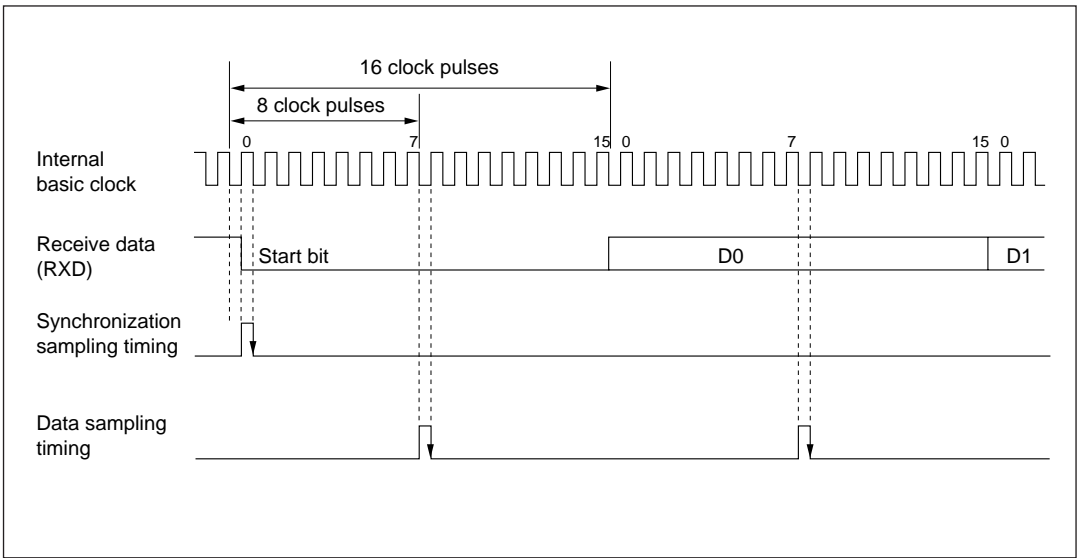 16 clock pulses
8 clock pulses
0 7 15 0 7 15 0
Internal
basic clock
Receive data
(RXD)
Start bit D0 D1
Synchronization
sampling timing
Data sampling
timing